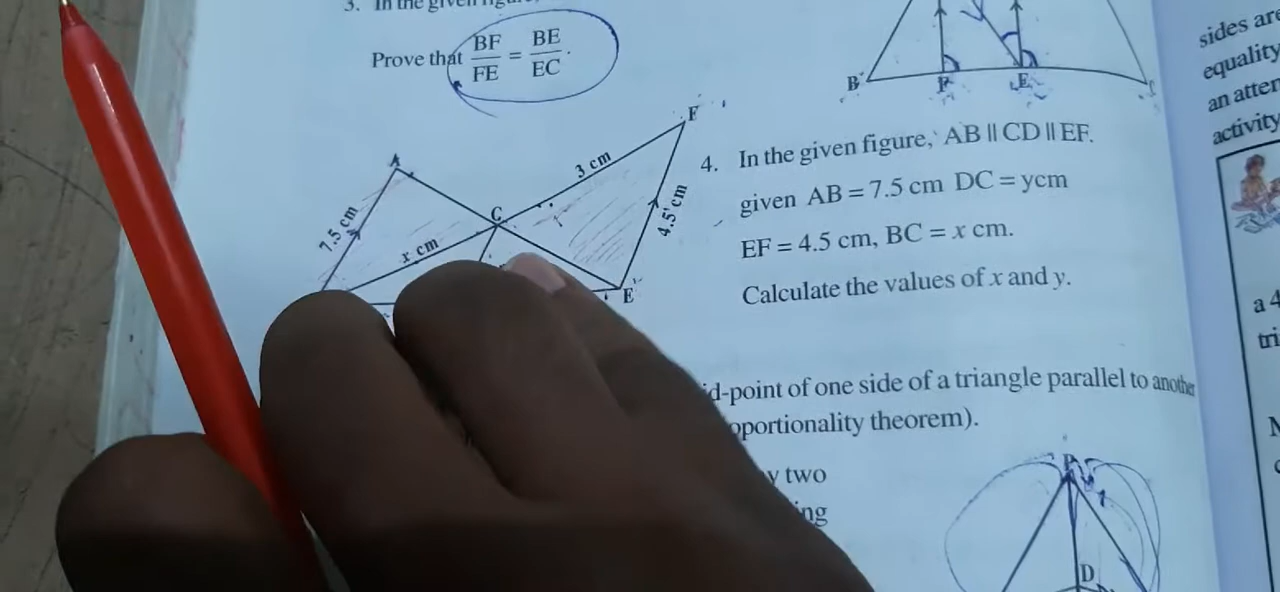 3. In the given
Prove that BF/FE = BE/EC.
B
F
E
A
7.5 cm
x cm
C
3 cm
F
4.5 cm
E
4. In the given figure, AB || CD || EF.
given AB = 7.5 cm DC = ycm
EF = 4.5 cm, BC = x cm.
Calculate the values of x and y.
d-point of one side of a triangle parallel to another
oportionality theorem).
y two
ing
P
D
sides are
equality
an atten
activity
a 4
tri